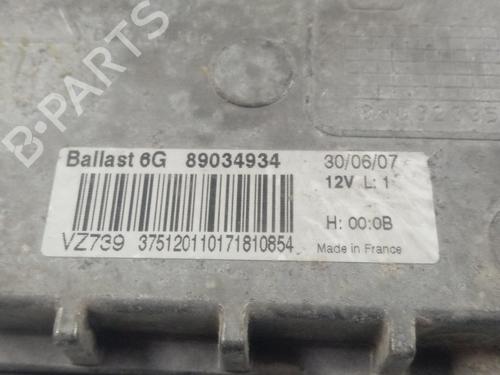 B-PARTS
Ballast 6G 89034934
30/06/07
12V L: 1
H: 00:0B
VZ739 375120110171810854
Made in France